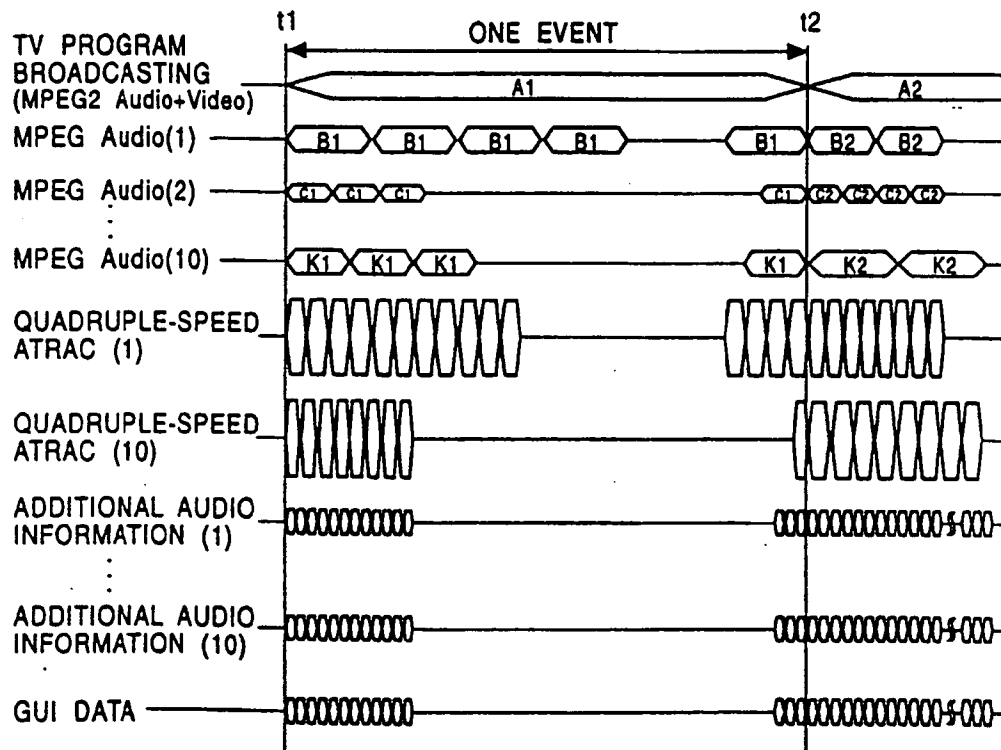 t1 t2
ONE EVENT
TV PROGRAM
BROADCASTING
(MPEG2 Audio+Video)
A1 A2
MPEG Audio(1) B1 B1 B1 B1 B1 B2 B2
MPEG Audio(2) C1 C1 C1 C1 C2 C2 C2 C2
MPEG Audio(10) K1 K1 K1 K1 K2 K2
QUADRUPLE-SPEED
ATRAC (1)
QUADRUPLE-SPEED
ATRAC (10)
ADDITIONAL AUDIO
INFORMATION (1)
ADDITIONAL AUDIO
INFORMATION (10)
GUI DATA